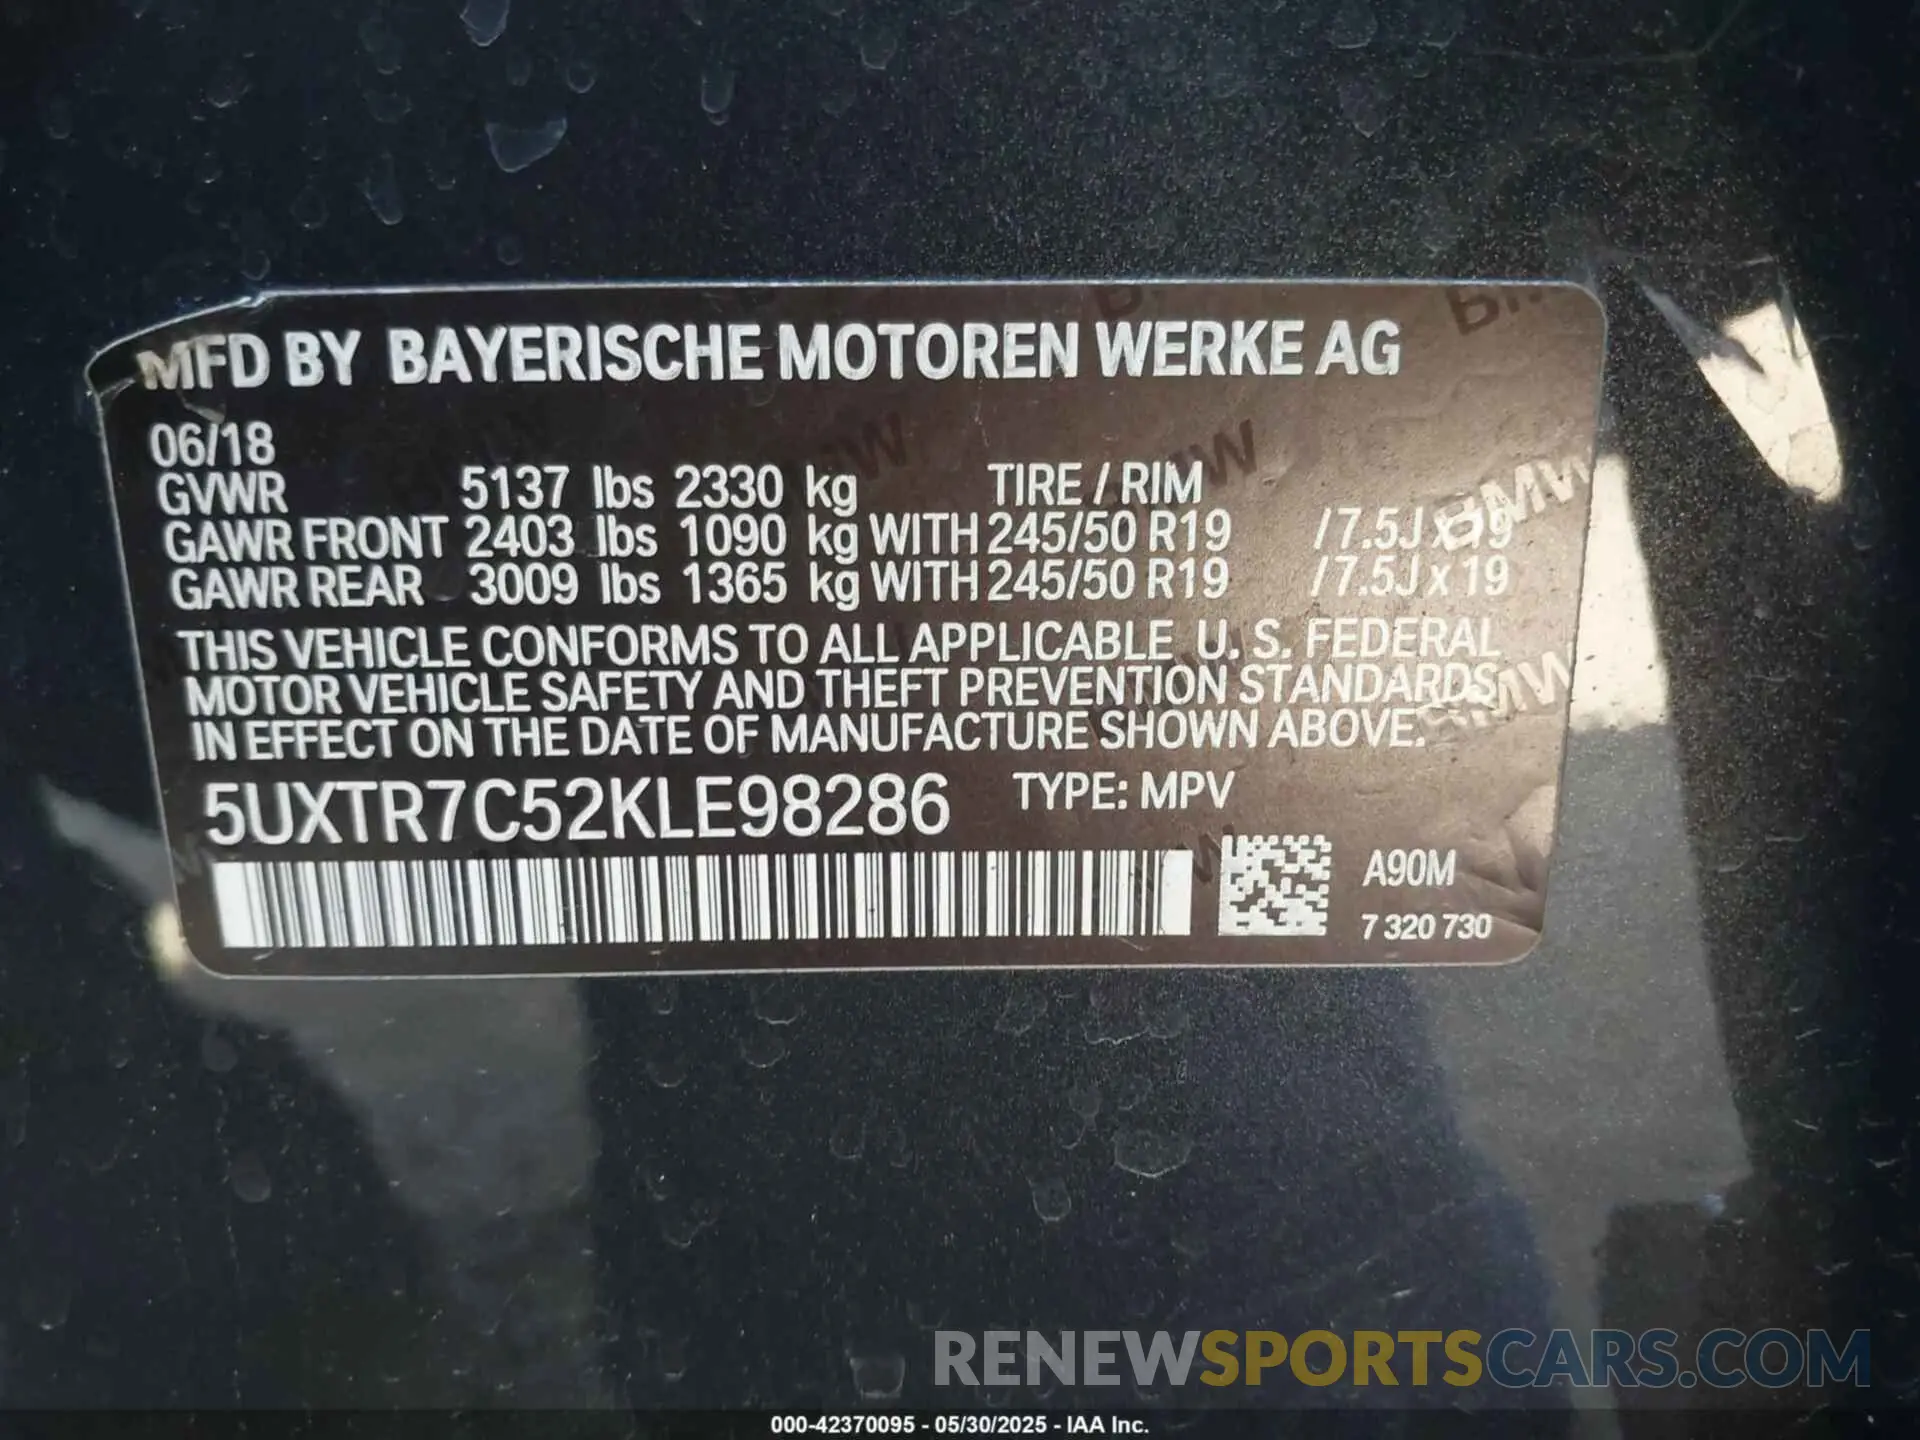 MFD BY BAYERISCHE MOTOREN WERKE AG
06/18
GVWR 5137 lbs 2330 kg TIRE / RIM
GAWR FRONT 2403 lbs 1090 kg WITH 245/50 R19 /7.5J x 19
GAWR REAR 3009 lbs 1365 kg WITH 245/50 R19 /7.5J x 19
THIS VEHICLE CONFORMS TO ALL APPLICABLE U. S. FEDERAL
MOTOR VEHICLE SAFETY AND THEFT PREVENTION STANDARDS
IN EFFECT ON THE DATE OF MANUFACTURE SHOWN ABOVE.
5UXTR7C52KLE98286 TYPE: MPV
A90M
7 320 730
BMW
BMW
RENEWSPORTSCARS.COM
000-42370095 - 05/30/2025 - IAA Inc.